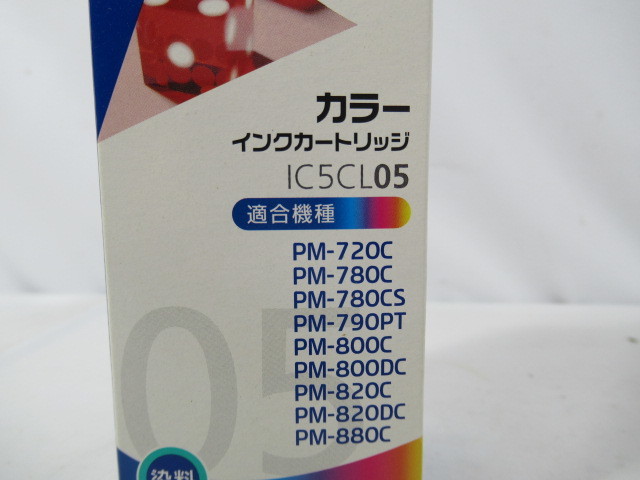 カラー
インクカートリッジ
IC5CL05
適合機種
PM-720C
PM-780C
PM-780CS
PM-790PT
PM-800C
PM-800DC
PM-820C
PM-820DC
PM-880C
05
染料